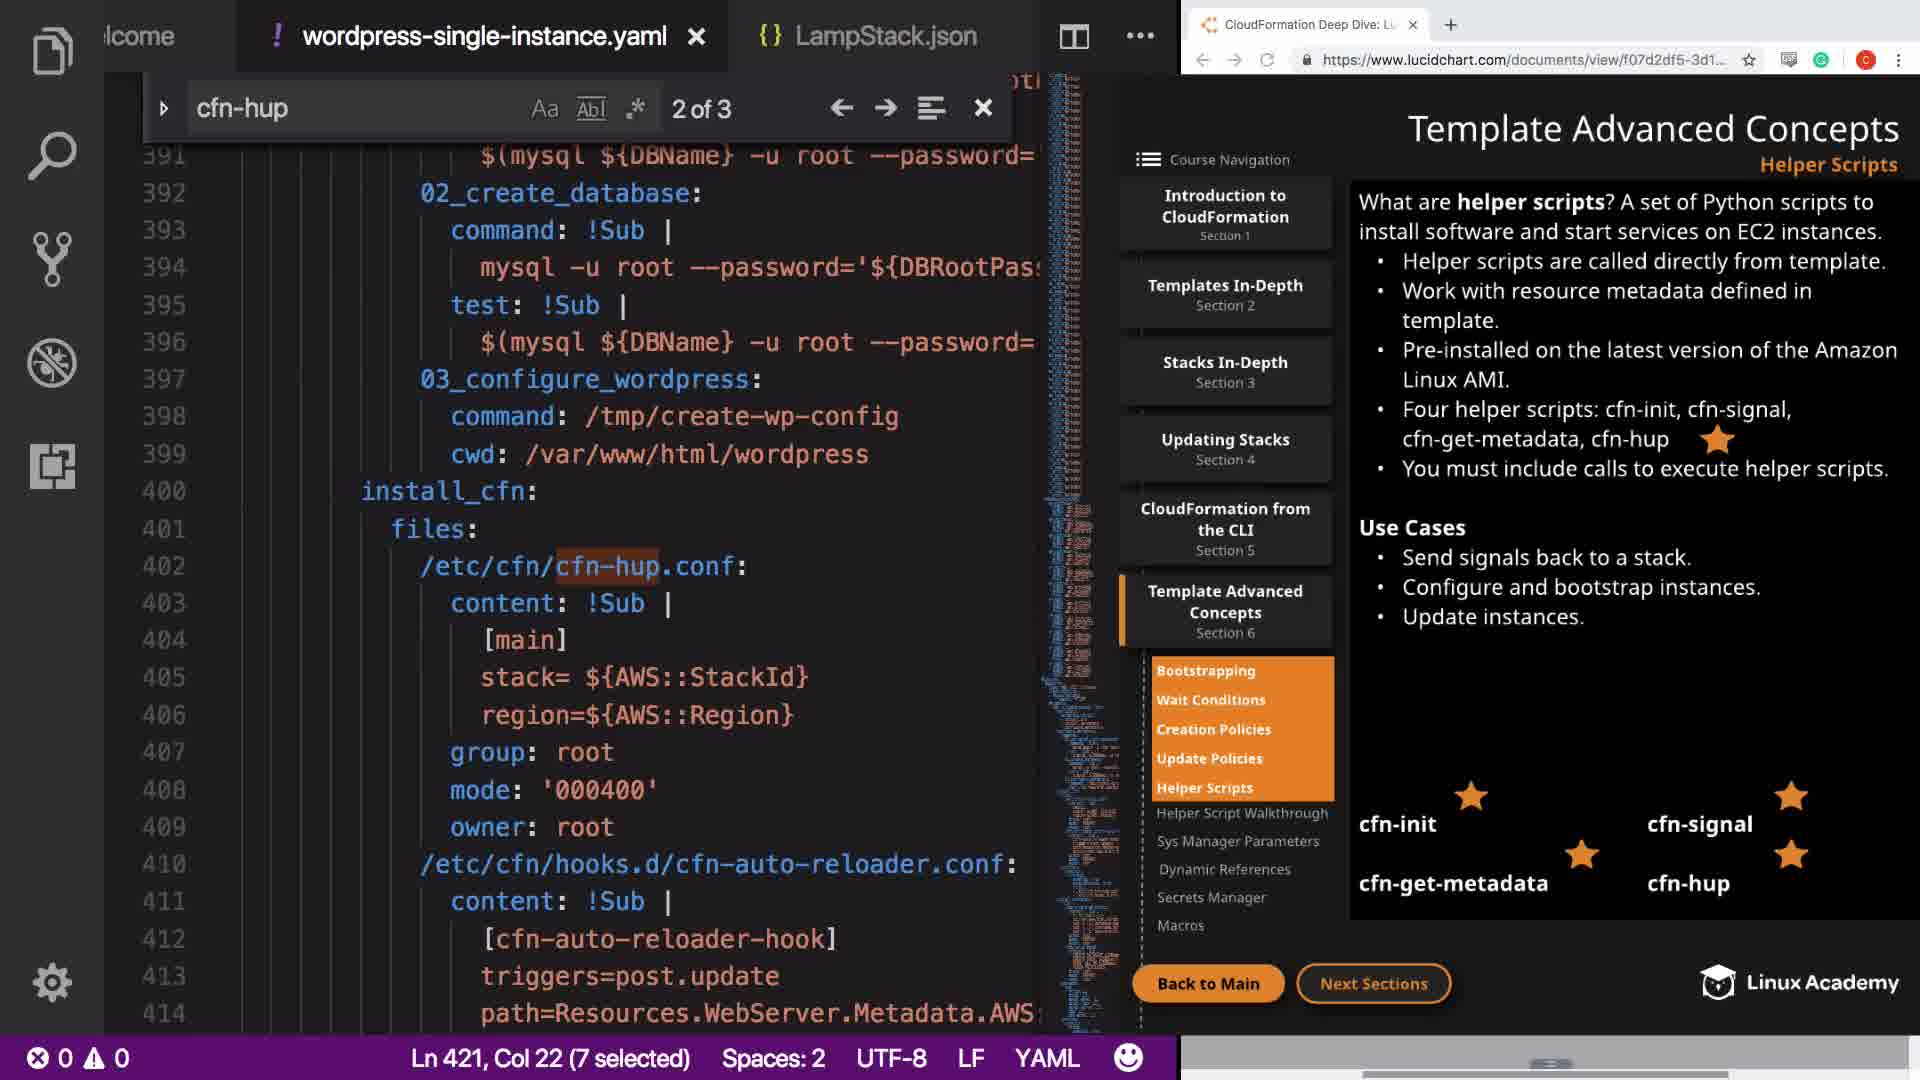 lcome
! wordpress-single-instance.yaml ×
{} LampStack.json
cfn-hup
Aa Abl .* 2 of 3
391 $(mysql ${DBName} -u root --password='
392 02_create_database:
393 command: !Sub |
394 mysql -u root --password='${DBRootPass
395 test: !Sub |
396 $(mysql ${DBName} -u root --password=
397 03_configure_wordpress:
398 command: /tmp/create-wp-config
399 cwd: /var/www/html/wordpress
400 install_cfn:
401 files:
402 /etc/cfn/cfn-hup.conf:
403 content: !Sub |
404 [main]
405 stack= ${AWS::StackId}
406 region=${AWS::Region}
407 group: root
408 mode: '000400'
409 owner: root
410 /etc/cfn/hooks.d/cfn-auto-reloader.conf:
411 content: !Sub |
412 [cfn-auto-reloader-hook]
413 triggers=post.update
414 path=Resources.WebServer.Metadata.AWS:
0 0
Ln 421, Col 22 (7 selected)
Spaces: 2
UTF-8
LF
YAML
CloudFormation Deep Dive: Lu
https://www.lucidchart.com/documents/view/f07d2df5-3d1...
C
Template Advanced Concepts
Helper Scripts
Course Navigation
Introduction to
CloudFormation
Section 1
Templates In-Depth
Section 2
Stacks In-Depth
Section 3
Updating Stacks
Section 4
CloudFormation from
the CLI
Section 5
Template Advanced
Concepts
Section 6
Bootstrapping
Wait Conditions
Creation Policies
Update Policies
Helper Scripts
Helper Script Walkthrough
Sys Manager Parameters
Dynamic References
Secrets Manager
Macros
Back to Main
Next Sections
What are helper scripts? A set of Python scripts to
install software and start services on EC2 instances.
• Helper scripts are called directly from template.
• Work with resource metadata defined in
template.
• Pre-installed on the latest version of the Amazon
Linux AMI.
• Four helper scripts: cfn-init, cfn-signal,
cfn-get-metadata, cfn-hup
• You must include calls to execute helper scripts.
Use Cases
• Send signals back to a stack.
• Configure and bootstrap instances.
• Update instances.
cfn-init
cfn-signal
cfn-get-metadata
cfn-hup
Linux Academy